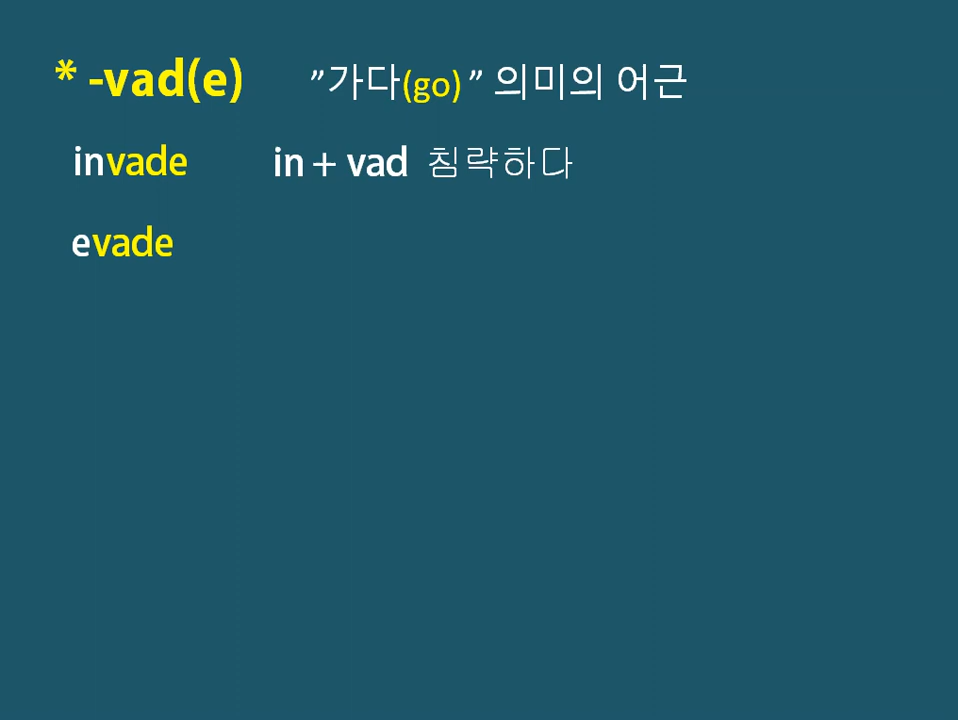 * -vad(e) ”가다(go) ” 의미의 어근
invade in + vad 침략하다
evade